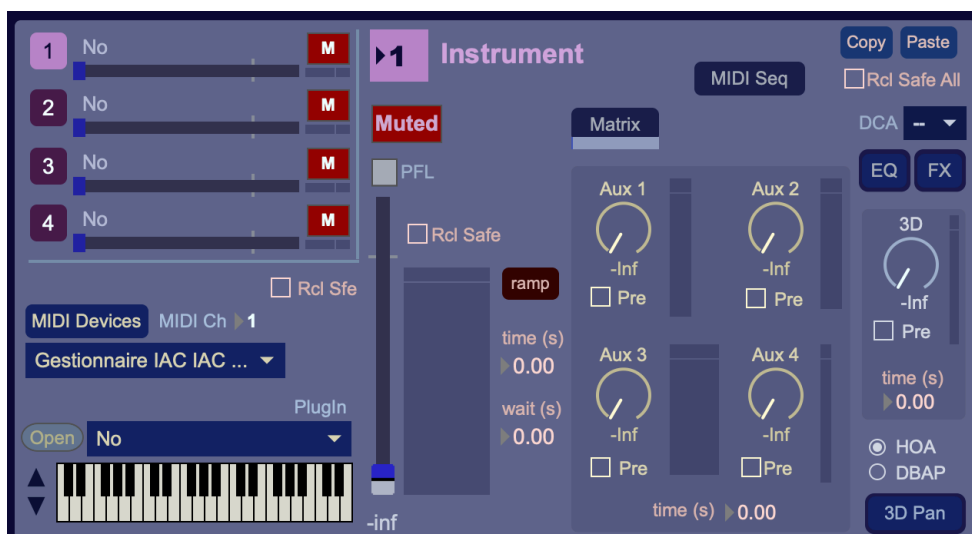 1 No M
2 No M
3 No M
4 No M
Rcl Sfe
MIDI Devices MIDI Ch 1
Gestionnaire IAC IAC ...
PlugIn
Open No
1 Instrument
MIDI Seq
Copy Paste
Rcl Safe All
Muted
Matrix
DCA --
PFL
EQ FX
Rcl Safe
ramp
time (s)
0.00
wait (s)
0.00
-inf
Aux 1 Aux 2
-Inf -Inf
Pre Pre
Aux 3 Aux 4
-Inf -Inf
Pre Pre
time (s) 0.00
3D
-Inf
Pre
time (s)
0.00
HOA
DBAP
3D Pan